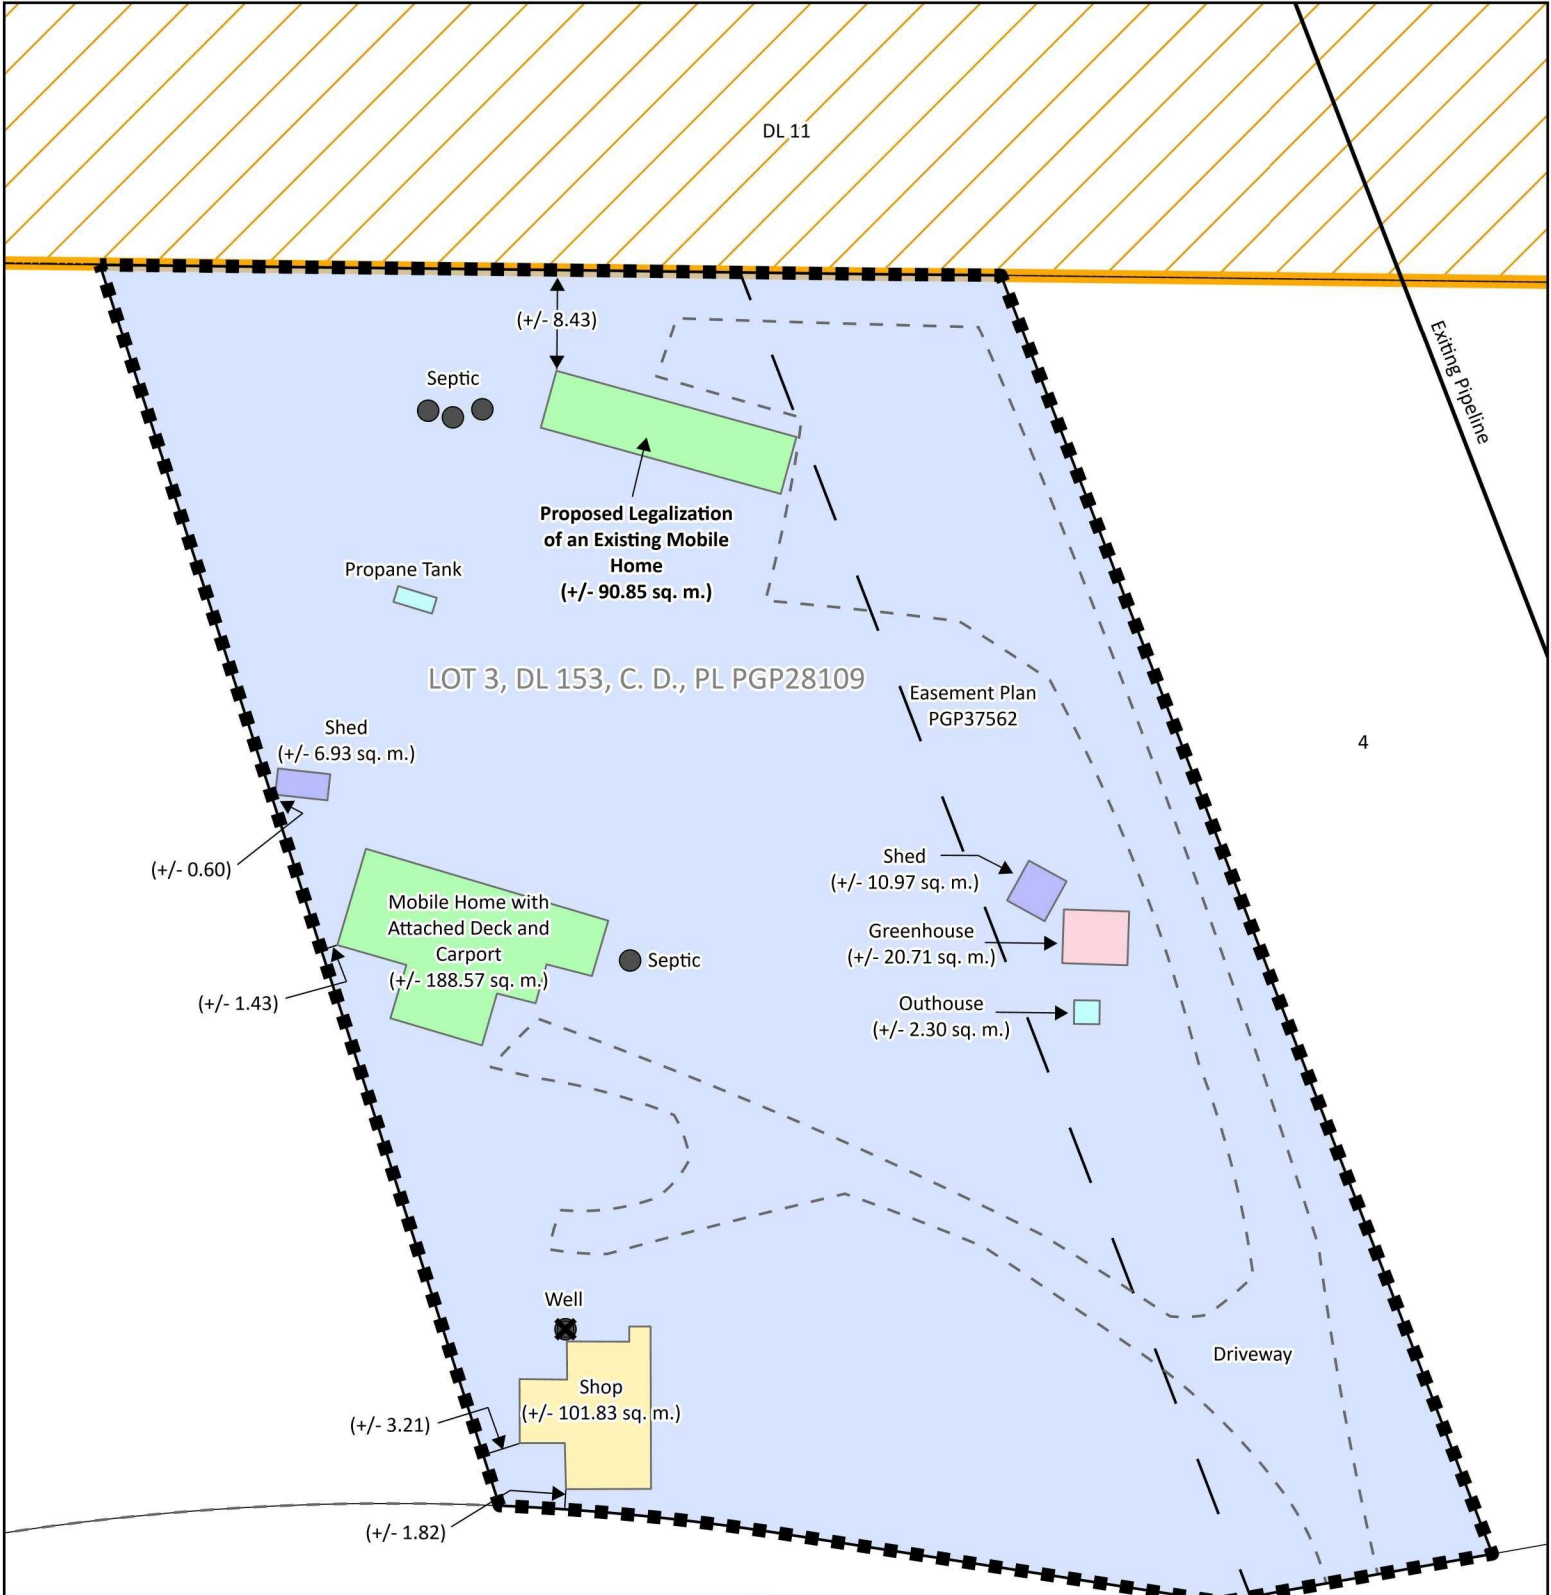 DL 11
(+/- 8.43)
Exiting Pipeline
Septic
Proposed Legalization
of an Existing Mobile
Home
(+/- 90.85 sq. m.)
Propane Tank
LOT 3, DL 153, C. D., PL PGP28109
Easement Plan
PGP37562
Shed
(+/- 6.93 sq. m.)
4
(+/- 0.60)
Shed
(+/- 10.97 sq. m.)
Mobile Home with
Attached Deck and
Carport
(+/- 188.57 sq. m.)
Greenhouse
(+/- 20.71 sq. m.)
Septic
(+/- 1.43)
Outhouse
(+/- 2.30 sq. m.)
Well
Driveway
Shop
(+/- 101.83 sq. m.)
(+/- 3.21)
(+/- 1.82)